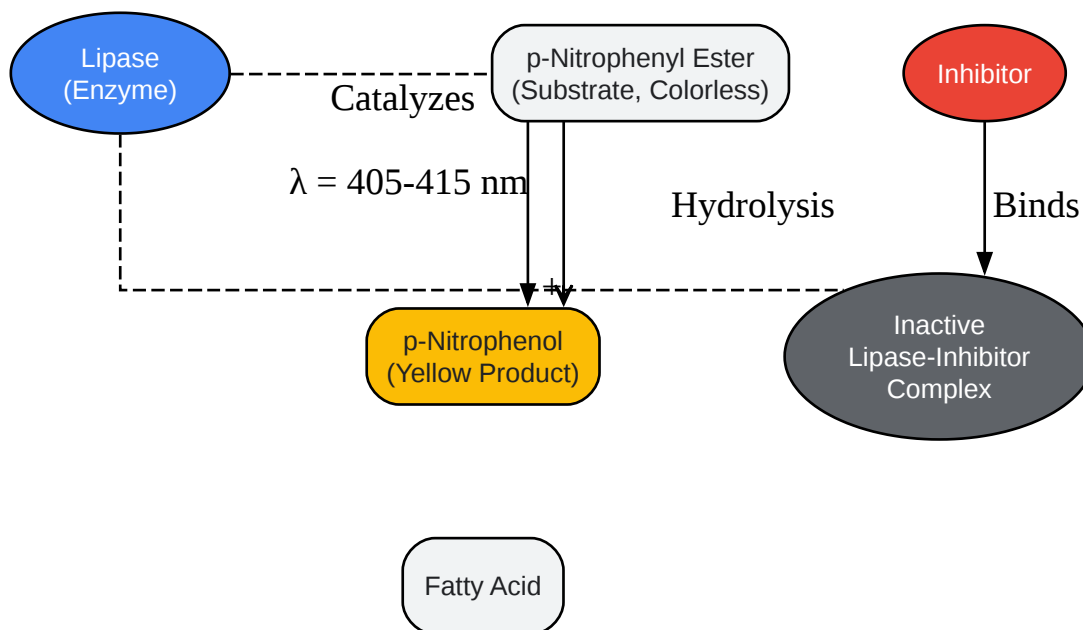 Lipase
(Enzyme)
p-Nitrophenyl Ester
(Substrate, Colorless)
Inhibitor
Catalyzes
λ = 405-415 nm
Hydrolysis
Binds
+
p-Nitrophenol
(Yellow Product)
Inactive
Lipase-Inhibitor
Complex
Fatty Acid